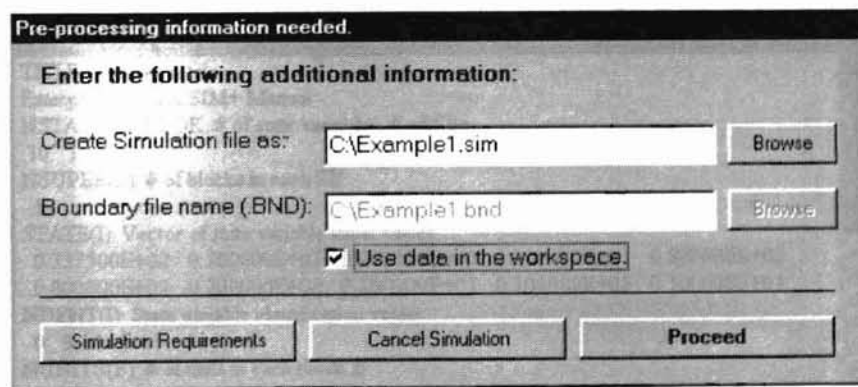 Pre-processing information needed.
Enter the following additional information:
Create Simulation file as: C:\Example1.sim Browse
Boundary file name (.BND): C:\Example1.bnd Browse
Use data in the workspace.
Simulation Requirements Cancel Simulation Proceed